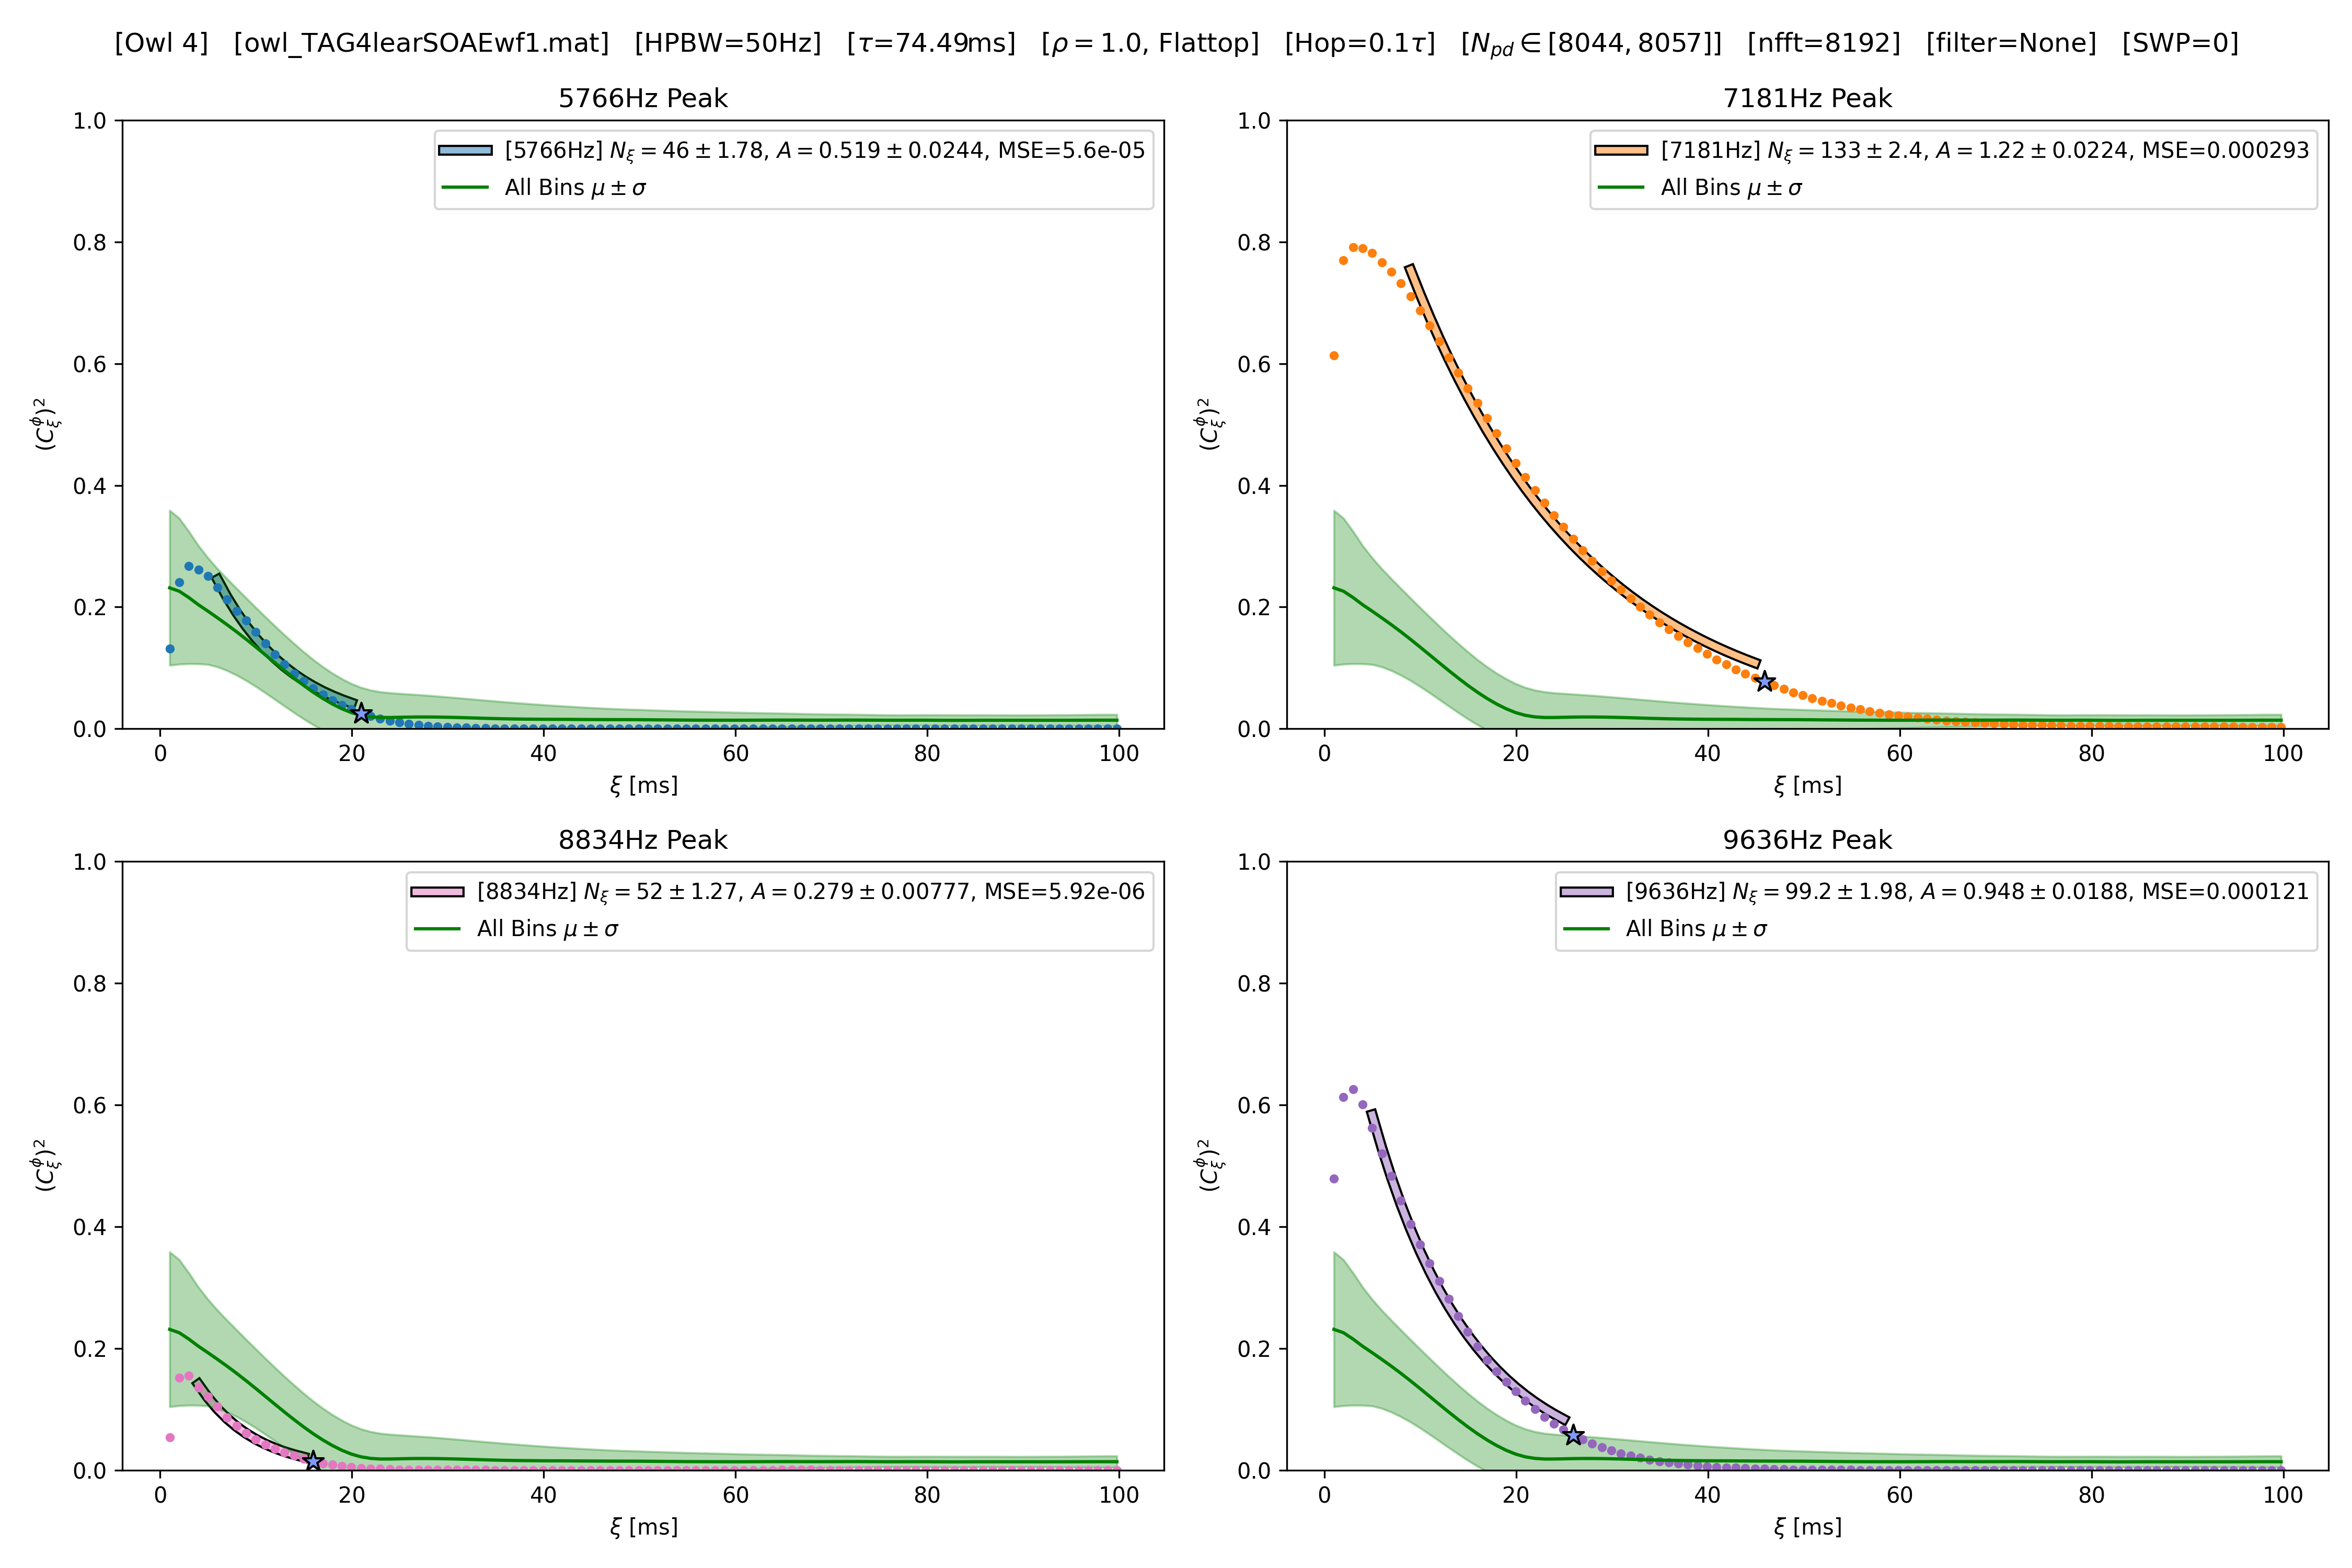 [Owl 4] [owl_TAG4learSOAEwf1.mat] [HPBW=50Hz] [τ=74.49ms] [ρ = 1.0, Flattop] [Hop=0.1τ] [N_pd ∈ [8044, 8057]] [nfft=8192] [filter=None] [SWP=0]
5766Hz Peak
[5766Hz] N_ξ = 46 ± 1.78, A = 0.519 ± 0.0244, MSE=5.6e-05
All Bins μ ± σ
(C_ξ^ϕ)^2
1.0
0.8
0.6
0.4
0.2
0.0
0 20 40 60 80 100
ξ [ms]
7181Hz Peak
[7181Hz] N_ξ = 133 ± 2.4, A = 1.22 ± 0.0224, MSE=0.000293
All Bins μ ± σ
(C_ξ^ϕ)^2
1.0
0.8
0.6
0.4
0.2
0.0
0 20 40 60 80 100
ξ [ms]
8834Hz Peak
[8834Hz] N_ξ = 52 ± 1.27, A = 0.279 ± 0.00777, MSE=5.92e-06
All Bins μ ± σ
(C_ξ^ϕ)^2
1.0
0.8
0.6
0.4
0.2
0.0
0 20 40 60 80 100
ξ [ms]
9636Hz Peak
[9636Hz] N_ξ = 99.2 ± 1.98, A = 0.948 ± 0.0188, MSE=0.000121
All Bins μ ± σ
(C_ξ^ϕ)^2
1.0
0.8
0.6
0.4
0.2
0.0
0 20 40 60 80 100
ξ [ms]